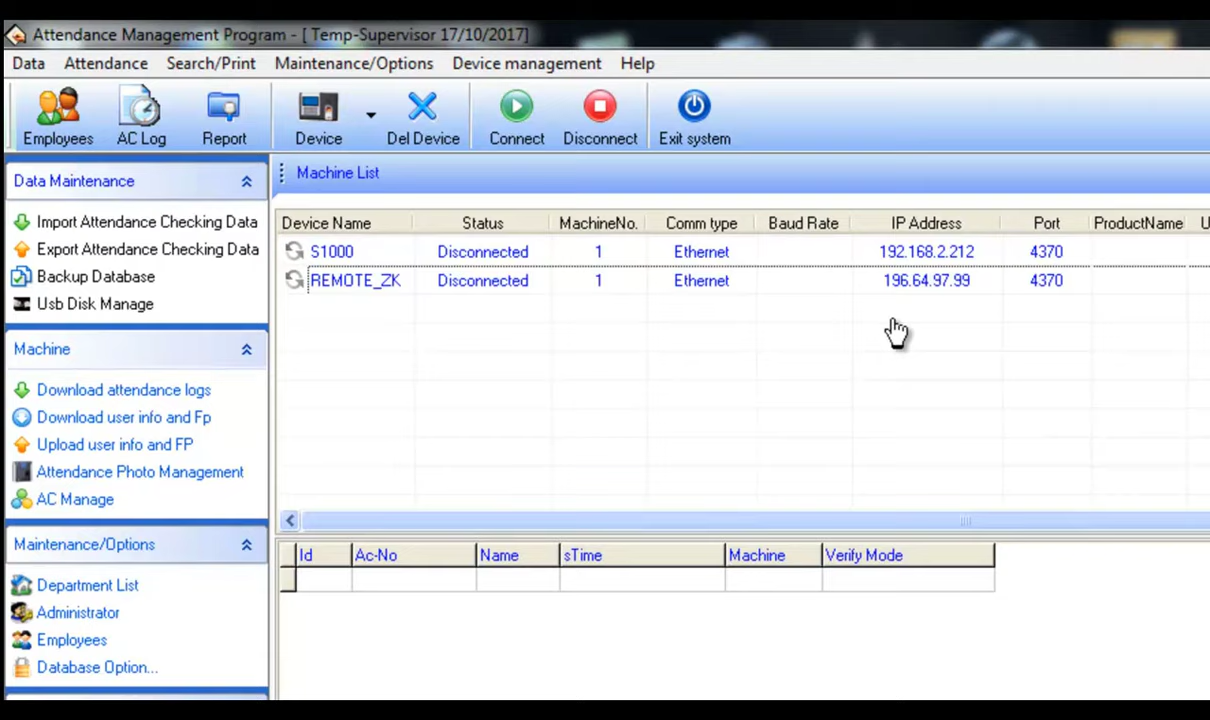 Attendance Management Program - [ Temp-Supervisor 17/10/2017]
Data Attendance Search/Print Maintenance/Options Device management Help
Employees AC Log Report Device Del Device Connect Disconnect Exit system
Data Maintenance
Import Attendance Checking Data
Export Attendance Checking Data
Backup Database
Usb Disk Manage
Machine
Download attendance logs
Download user info and Fp
Upload user info and FP
Attendance Photo Management
AC Manage
Maintenance/Options
Department List
Administrator
Employees
Database Option...
Machine List
Device Name Status MachineNo. Comm type Baud Rate IP Address Port ProductName U
S1000 Disconnected 1 Ethernet 192.168.2.212 4370
REMOTE_ZK Disconnected 1 Ethernet 196.64.97.99 4370
Id Ac-No Name sTime Machine Verify Mode